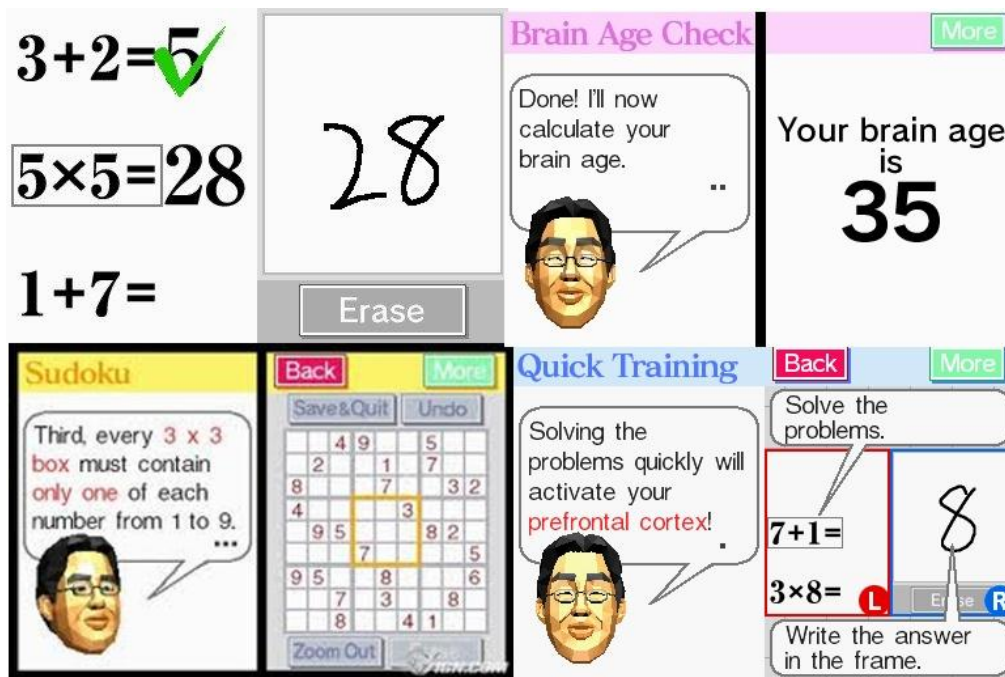 3+2=5
5×5=28
1+7=
28
Erase
Brain Age Check
Done! I'll now
calculate your
brain age.
..
More
Your brain age
is
35
Sudoku
Third, every 3 x 3
box must contain
only one of each
number from 1 to 9.
...
Back
More
Save&Quit
Undo
4 9 5
2 1 7
8 7 3 2
4 3
9 5 8 2
7 5
9 5 8 6
7 3 8
8 4 1
Zoom Out
IGN.COM
Quick Training
Solving the
problems quickly will
activate your
prefrontal cortex!
.
Back
More
Solve the
problems.
7+1=
3×8=
L
8
Erase
R
Write the answer
in the frame.